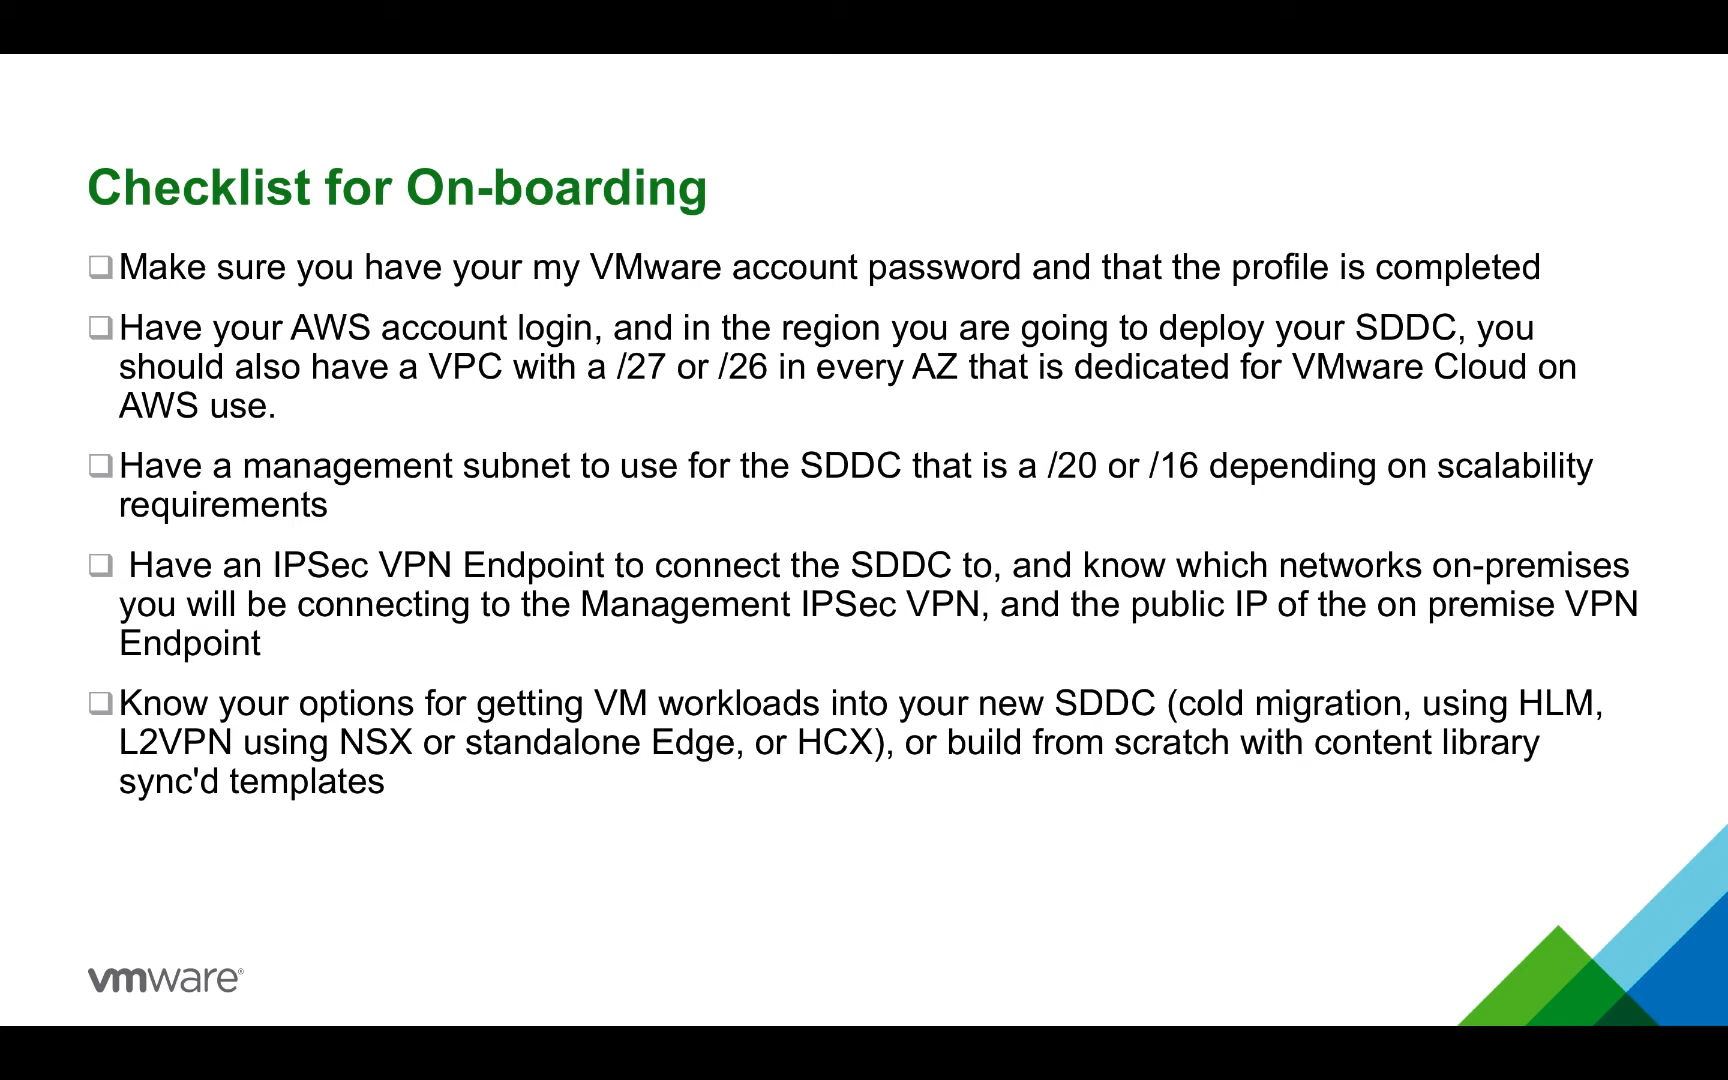 Checklist for On-boarding
Make sure you have your my VMware account password and that the profile is completed
Have your AWS account login, and in the region you are going to deploy your SDDC, you
should also have a VPC with a /27 or /26 in every AZ that is dedicated for VMware Cloud on
AWS use.
Have a management subnet to use for the SDDC that is a /20 or /16 depending on scalability
requirements
Have an IPSec VPN Endpoint to connect the SDDC to, and know which networks on-premises
you will be connecting to the Management IPSec VPN, and the public IP of the on premise VPN
Endpoint
Know your options for getting VM workloads into your new SDDC (cold migration, using HLM,
L2VPN using NSX or standalone Edge, or HCX), or build from scratch with content library
sync'd templates
vmware®